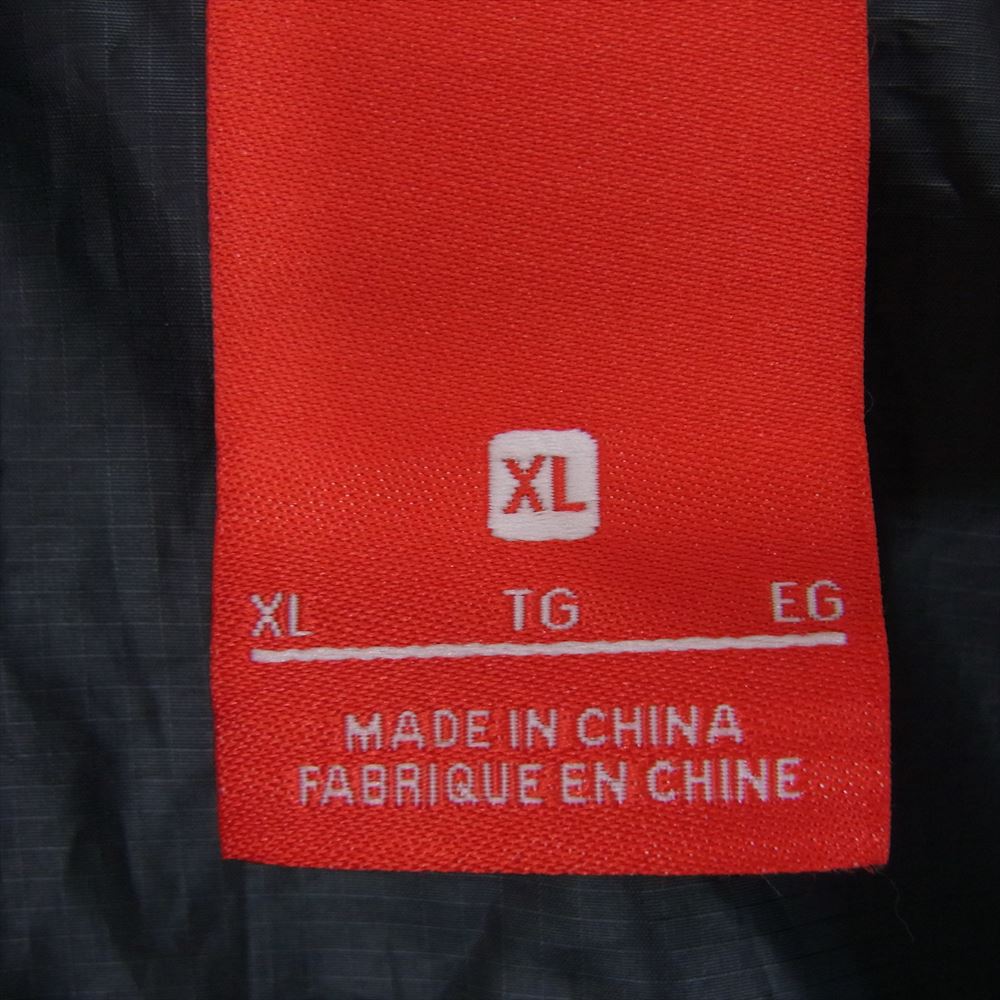 XL
XL TG EG
MADE IN CHINA
FABRIQUE EN CHINE